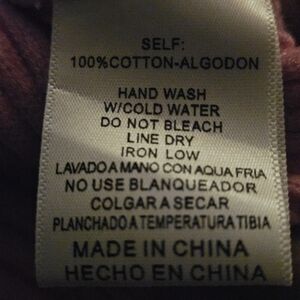 SELF:
100%COTTON-ALGODON
HAND WASH
W/COLD WATER
DO NOT BLEACH
LINE DRY
IRON LOW
LAVADO A MANO CON AQUA FRIA
NO USE BLANQUEADOR
COLGAR A SECAR
PLANCHADO A TEMPERATURA TIBIA
MADE IN CHINA
HECHO EN CHINA